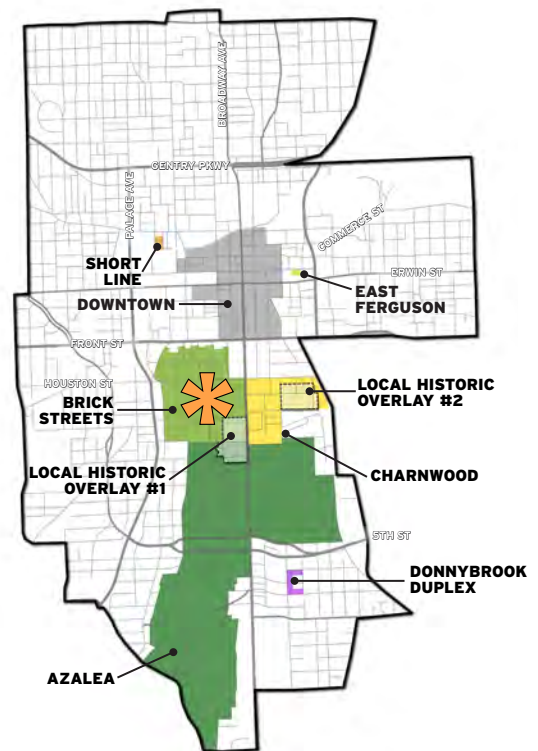 BROADWAY AVE
GENTRY PKWY
PALACE AVE
COMMERCE ST
SHORT
LINE
ERWIN ST
DOWNTOWN
EAST
FERGUSON
FRONT ST
HOUSTON ST
BRICK
STREETS
LOCAL HISTORIC
OVERLAY #2
LOCAL HISTORIC
OVERLAY #1
CHARNWOOD
5TH ST
DONNYBROOK
DUPLEX
AZALEA